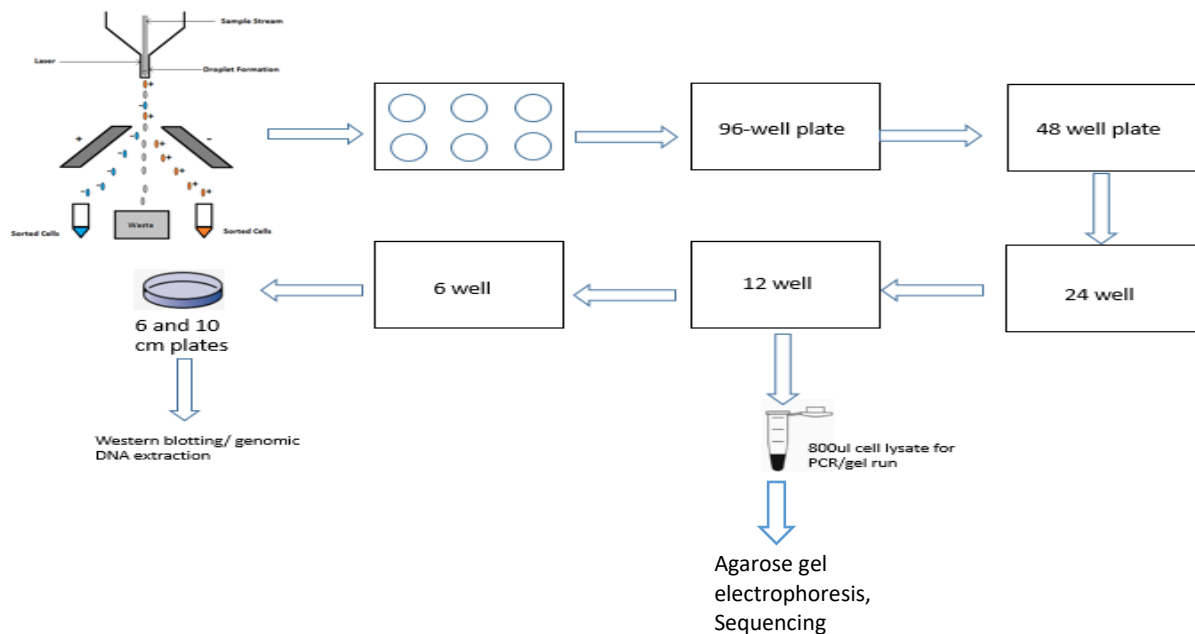 Sample Stream
Laser
Droplet Formation
+
-
Sorted Cells
Waste
Sorted Cells
96-well plate
48 well plate
24 well
12 well
6 well
6 and 10
cm plates
Western blotting/ genomic
DNA extraction
800ul cell lysate for
PCR/gel run
Agarose gel
electrophoresis,
Sequencing